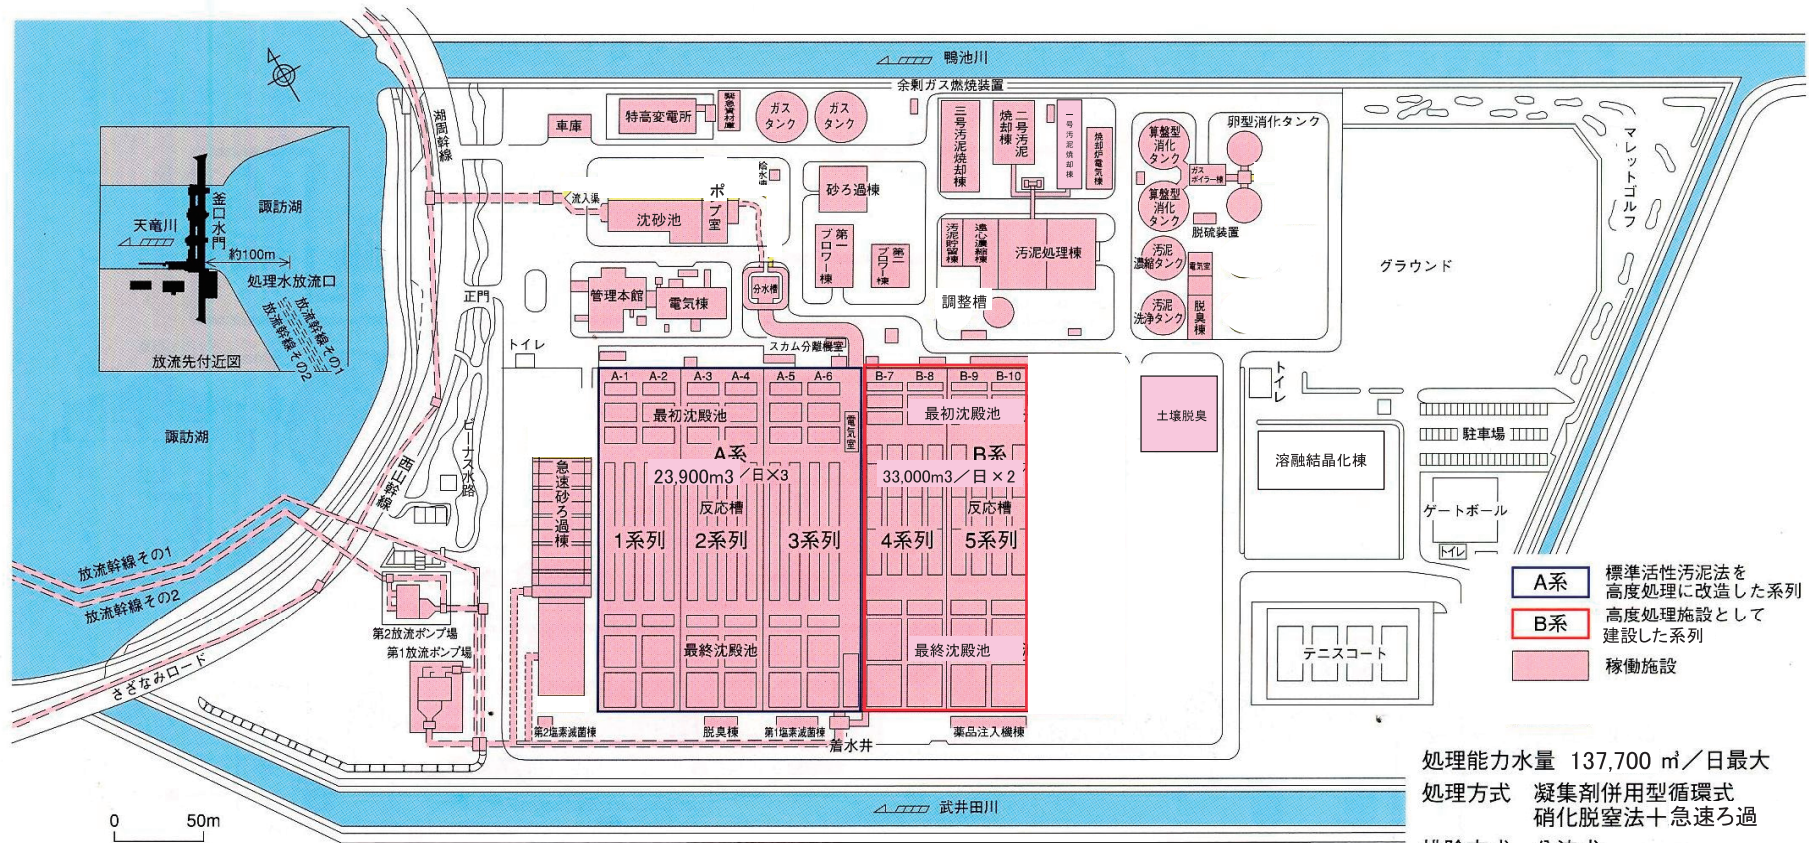 鴨池川
余剰ガス燃焼装置
湖周幹線
車庫
特高変電所
緊急資材庫
ガス
タンク
ガス
タンク
三号汚泥焼却棟
二号汚泥
焼却棟
一号汚泥焼却棟
焼却炉電気棟
算盤型
消化
タンク
卵型消化タンク
ガス
ボイラー棟
算盤型
消化
タンク
脱硫装置
マレットゴルフ
釜口水門
諏訪湖
天竜川
約100m
処理水放流口
放流幹線その1
放流幹線その2
放流先付近図
流入渠
沈砂池
ポンプ室
給水
砂ろ過棟
第一
ブロワー棟
第二
ブロワー棟
汚泥貯留棟
遠心濃縮棟
汚泥処理棟
調整槽
汚泥
濃縮タンク
電気室
汚泥
洗浄タンク
脱臭棟
グラウンド
正門
管理本館
電気棟
分水槽
トイレ
スカム分離機室
A-1
A-2
A-3
A-4
A-5
A-6
B-7
B-8
B-9
B-10
最初沈殿池
電気室
最初沈殿池
土壌脱臭
トイレ
諏訪湖
ビーナス水路
西山幹線
急速砂ろ過棟
A系
23,900m3/日×3
反応槽
1系列
2系列
3系列
B系
33,000m3/日×2
反応槽
4系列
5系列
溶融結晶化棟
駐車場
ゲートボール
トイレ
放流幹線その1
放流幹線その2
第2放流ポンプ場
第1放流ポンプ場
さざなみロード
最終沈殿池
最終沈殿池
テニスコート
第2塩素滅菌棟
脱臭棟
第1塩素滅菌棟
着水井
薬品注入機棟
A系
標準活性汚泥法を
高度処理に改造した系列
B系
高度処理施設として
建設した系列
稼働施設
武井田川
0
50m
処理能力水量 137,700 ㎥/日最大
処理方式 凝集剤併用型循環式
硝化脱窒法+急速ろ過